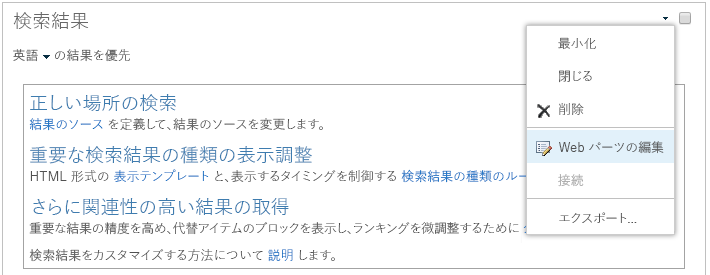 検索結果
英語 の結果を優先
正しい場所の検索
結果のソース を定義して、結果のソースを変更します。
重要な検索結果の種類の表示調整
HTML 形式の 表示テンプレート と、表示するタイミングを制御する 検索結果の種類のルー
さらに関連性の高い結果の取得
重要な結果の精度を高め、代替アイテムのブロックを表示し、ランキングを微調整するために
検索結果をカスタマイズする方法について 説明 します。
最小化
閉じる
削除
Web パーツの編集
接続
エクスポート...